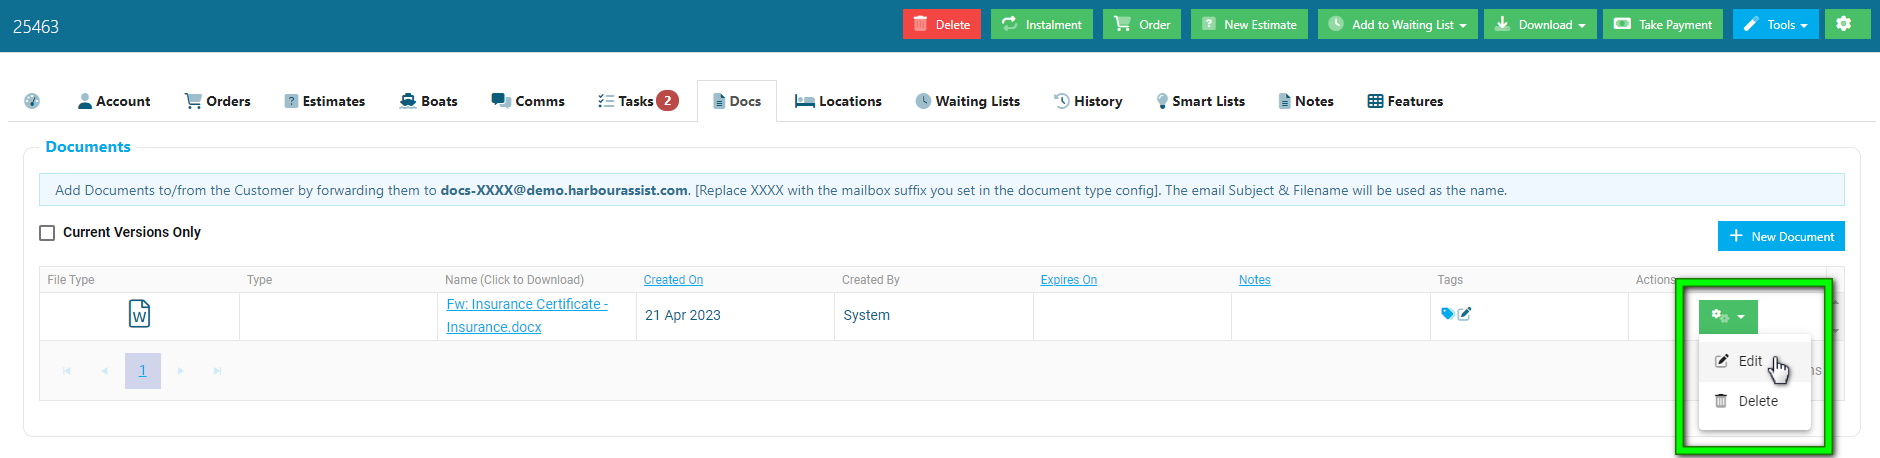 25463
Delete
Instalment
Order
New Estimate
Add to Waiting List
Download
Take Payment
Tools
Account
Orders
Estimates
Boats
Comms
Tasks 2
Docs
Locations
Waiting Lists
History
Smart Lists
Notes
Features
Documents
Add Documents to/from the Customer by forwarding them to docs-XXXX@demo.harbourassist.com. [Replace XXXX with the mailbox suffix you set in the document type config]. The email Subject & Filename will be used as the name.
Current Versions Only
New Document
File Type
Type
Name (Click to Download)
Created On
Created By
Expires On
Notes
Tags
Actions
W
Fw: Insurance Certificate -
Insurance.docx
21 Apr 2023
System
1
Edit
Delete